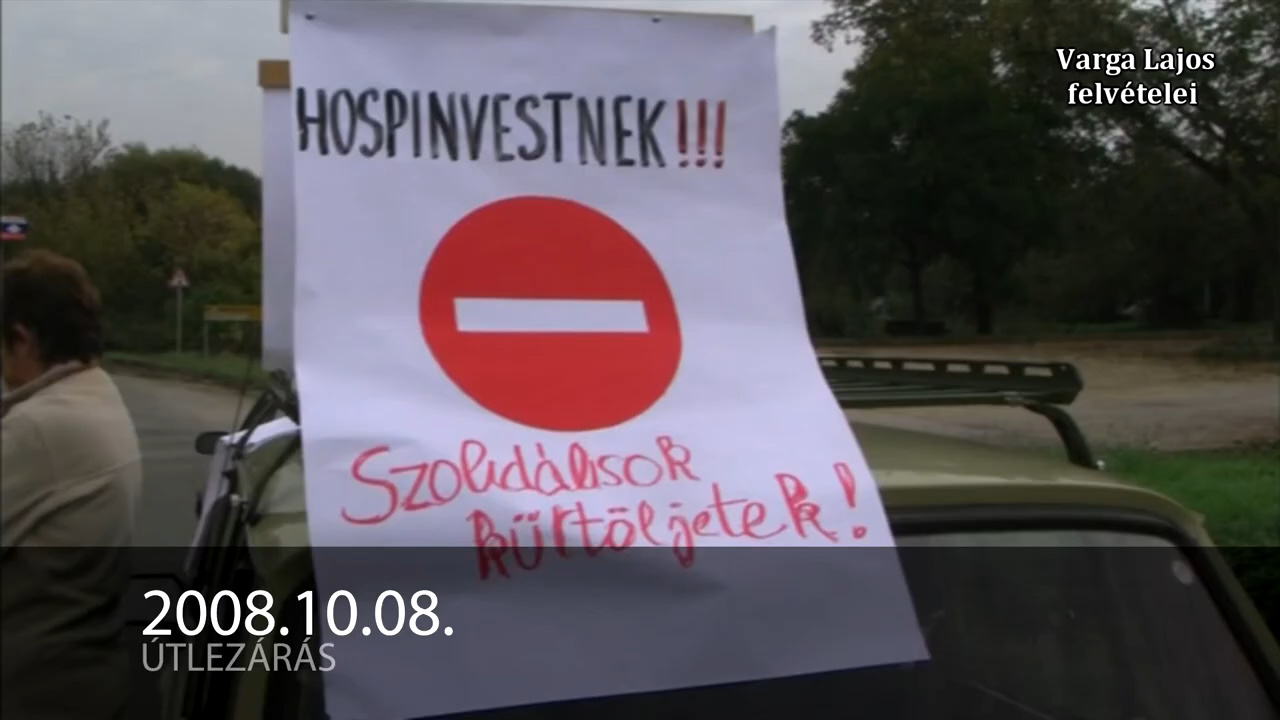 Varga Lajos
felvételei
HOSPINVESTNEK!!!
Szolidálisok
kürtöljetek!
2008.10.08.
ÚTLEZÁRÁS